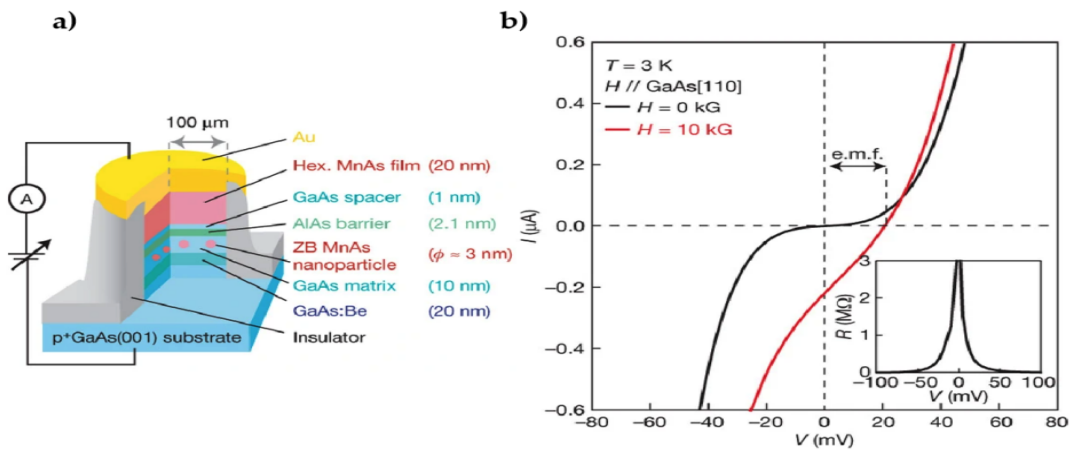 a)
100 μm
Au
Hex. MnAs film (20 nm)
GaAs spacer (1 nm)
AlAs barrier (2.1 nm)
ZB MnAs
nanoparticle (ϕ ≈ 3 nm)
GaAs matrix (10 nm)
GaAs:Be (20 nm)
Insulator
A
p⁺GaAs(001) substrate
b)
T = 3 K
H // GaAs[110]
H = 0 kG
H = 10 kG
e.m.f.
I (μA)
0.6
0.4
0.2
0.0
−0.2
−0.4
−0.6
−80 −60 −40 −20 0 20 40 60 80
V (mV)
R (MΩ)
3
2
1
0
−100 −50 0 50 100
V (mV)